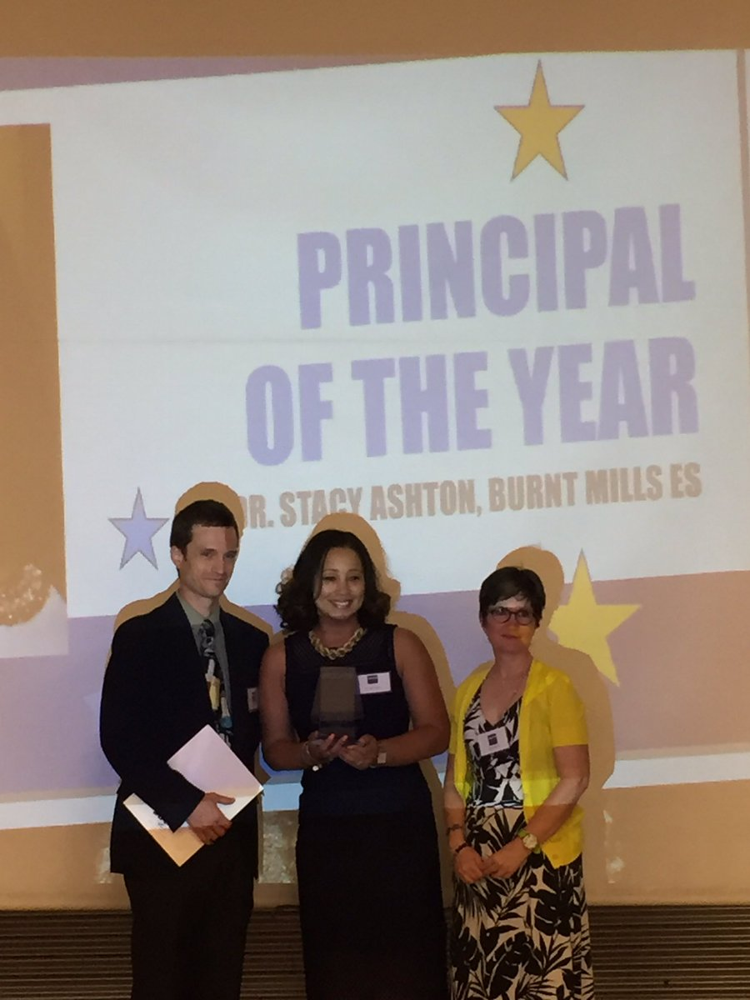 PRINCIPAL
OF THE YEAR
DR. STACY ASHTON, BURNT MILLS ES